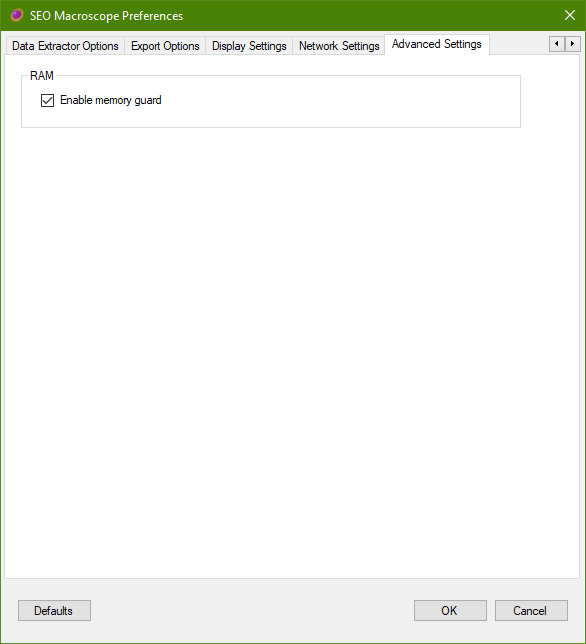 SEO Macroscope Preferences
Data Extractor Options Export Options Display Settings Network Settings Advanced Settings
RAM
Enable memory guard
Defaults OK Cancel